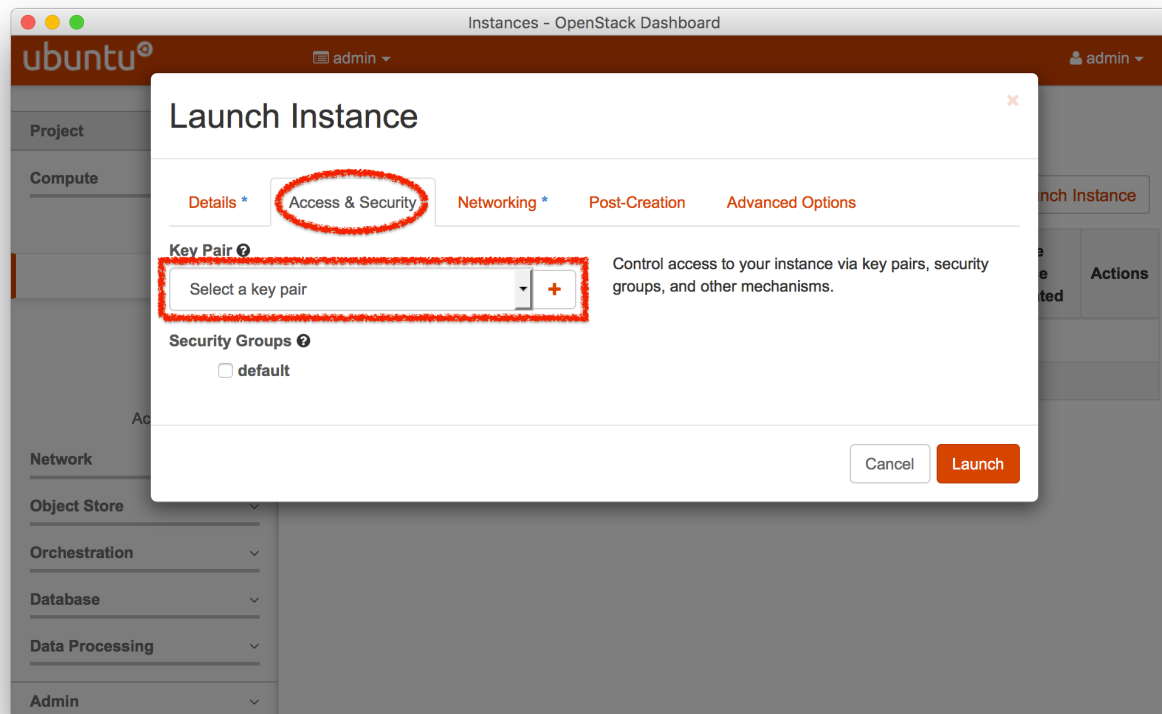 Instances - OpenStack Dashboard
ubuntu
admin
admin
Launch Instance
×
Project
Compute
Details *
Access & Security
Networking *
Post-Creation
Advanced Options
nch Instance
Key Pair
Select a key pair
+
Control access to your instance via key pairs, security
groups, and other mechanisms.
Actions
Security Groups
default
Ac
Cancel
Launch
Network
Object Store
Orchestration
Database
Data Processing
Admin